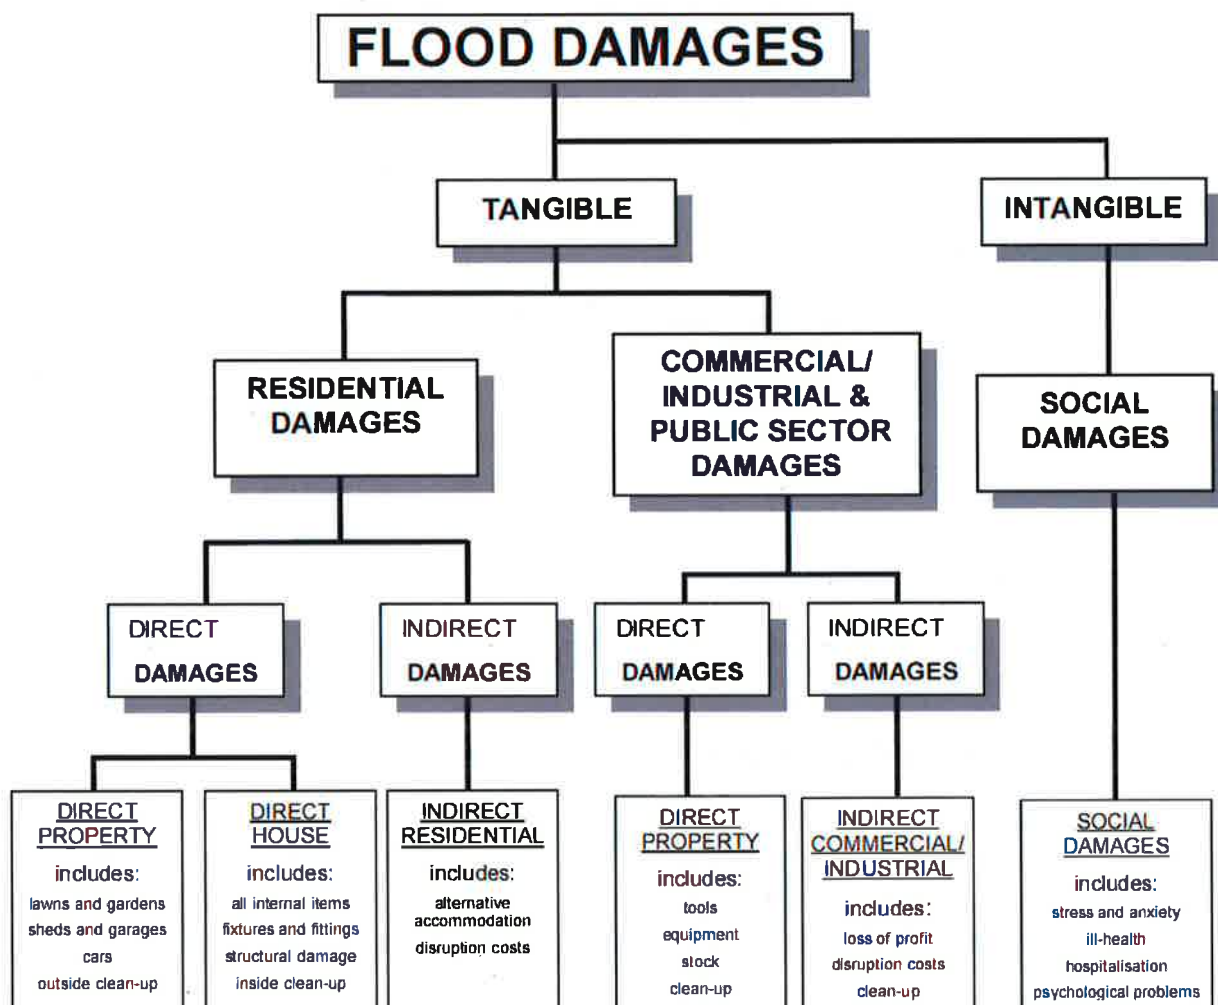 FLOOD DAMAGES
TANGIBLE
INTANGIBLE
RESIDENTIAL
DAMAGES
COMMERCIAL/
INDUSTRIAL &
PUBLIC SECTOR
DAMAGES
SOCIAL
DAMAGES
DIRECT
DAMAGES
INDIRECT
DAMAGES
DIRECT
DAMAGES
INDIRECT
DAMAGES
DIRECT
PROPERTY
includes:
lawns and gardens
sheds and garages
cars
outside clean-up
DIRECT
HOUSE
includes:
all internal items
fixtures and fittings
structural damage
inside clean-up
INDIRECT
RESIDENTIAL
includes:
alternative
accommodation
disruption costs
DIRECT
PROPERTY
includes:
tools
equipment
stock
clean-up
INDIRECT
COMMERCIAL/
INDUSTRIAL
includes:
loss of profit
disruption costs
clean-up
SOCIAL
DAMAGES
includes:
stress and anxiety
ill-health
hospitalisation
psychological problems